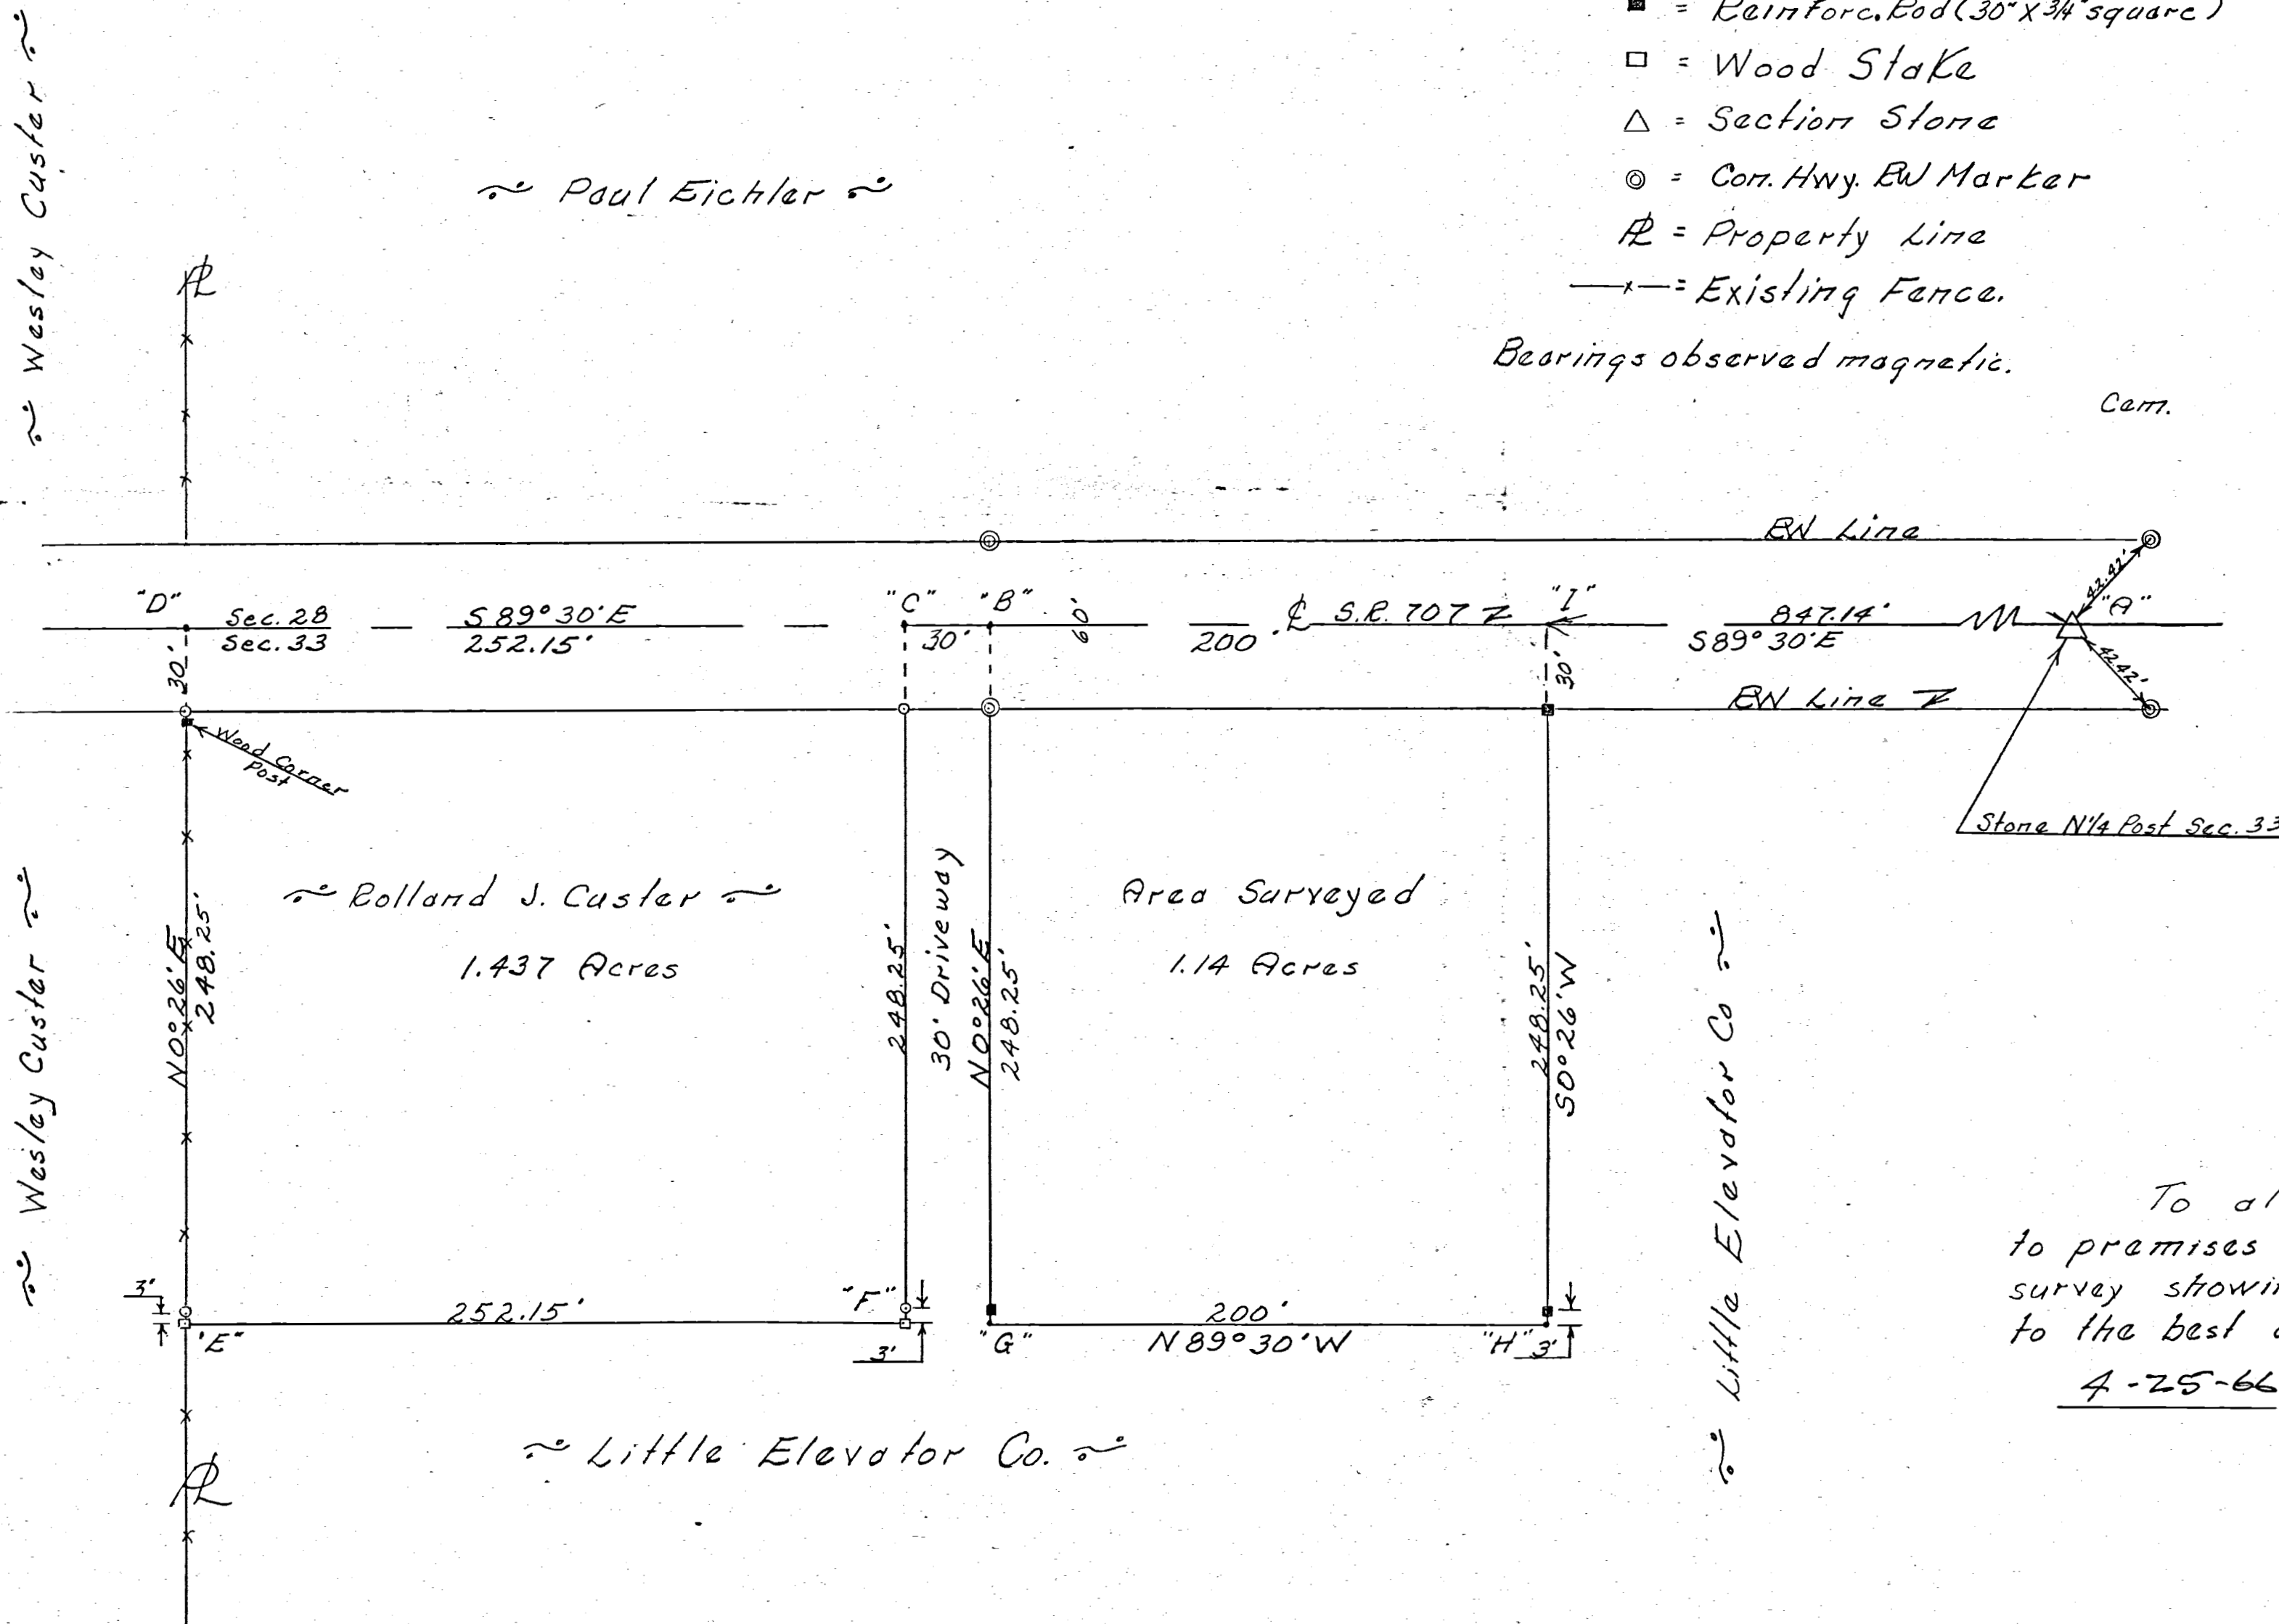 ■ = Reinforc. Rod (30" X 3/4" square)
□ = Wood Stake
△ = Section Stone
◎ = Con. Hwy. RW Marker
PL = Property Line
—x— = Existing Fence.
Bearings observed magnetic.
Cem.
~ Wesley Custer ~
~ Paul Eichler ~
PL
RW Line
"D"
Sec. 28
Sec. 33
S 89° 30' E
252.15'
"C"
"B"
30'
60'
200
℄ S.R. 707
"I"
847.14'
S 89° 30' E
42.42'
"A"
42.42'
30'
30'
RW Line
Wood Corner
Post
Stone N 1/4 Post Sec. 33
~ Rolland J. Custer ~
1.437 Acres
N 0° 26' E
248.25'
248.25'
30' Driveway
N 0° 26' E
248.25'
Area Surveyed
1.14 Acres
248.25'
S 0° 26' W
~ Wesley Custer ~
~ Little Elevator Co ~
3'
"E"
252.15'
"F"
3'
"G"
200'
N 89° 30' W
"H"
3'
~ Little Elevator Co. ~
PL
To al
to premises
survey showi
to the best
4-25-66